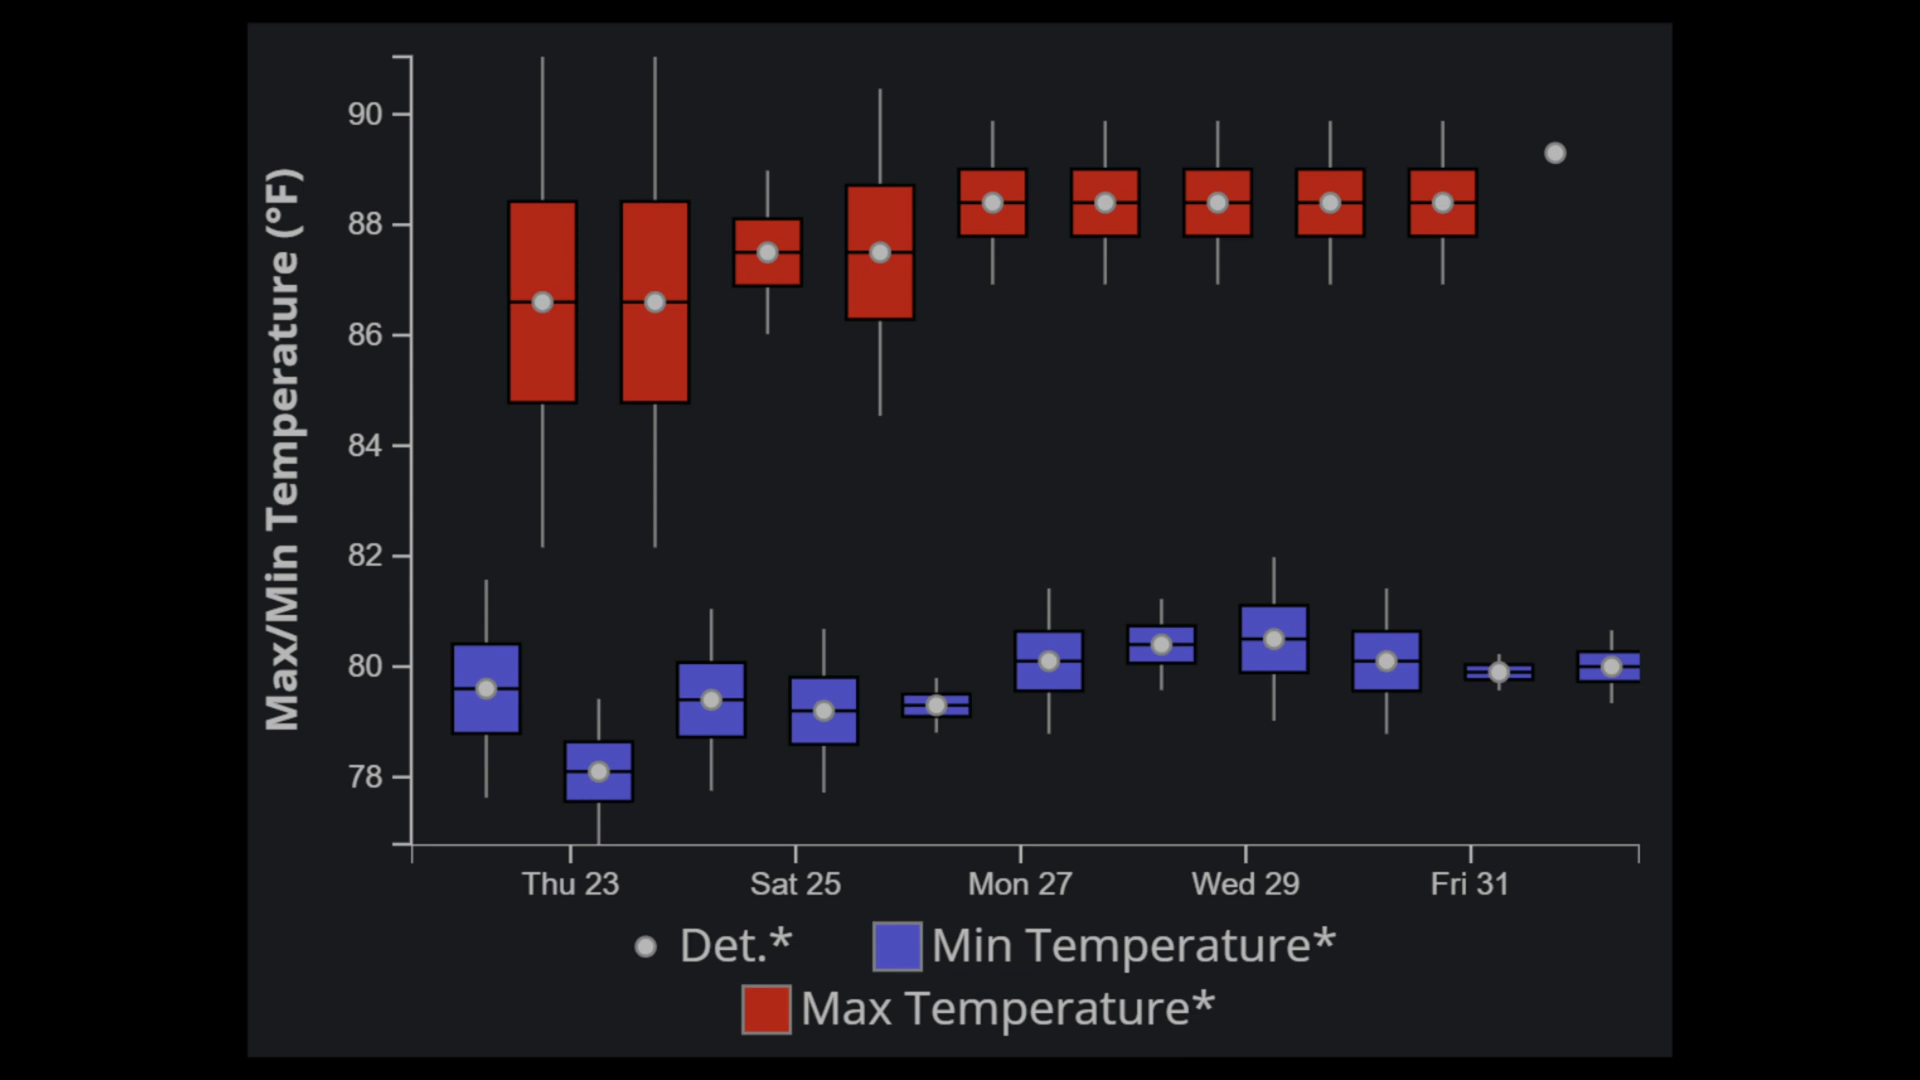 Max/Min Temperature (°F)
90
88
86
84
82
80
78
Thu 23 Sat 25 Mon 27 Wed 29 Fri 31
Det.* Min Temperature*
Max Temperature*